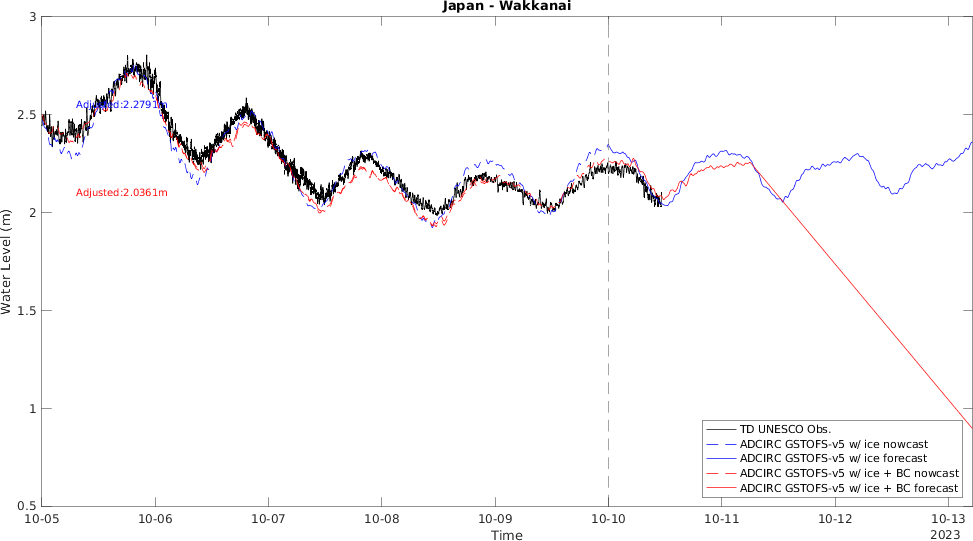 Japan - Wakkanai
3
2.5
2
1.5
1
0.5
Water Level (m)
Adjusted:2.2791m
Adjusted:2.0361m
TD UNESCO Obs.
ADCIRC GSTOFS-v5 w/ ice nowcast
ADCIRC GSTOFS-v5 w/ ice forecast
ADCIRC GSTOFS-v5 w/ ice + BC nowcast
ADCIRC GSTOFS-v5 w/ ice + BC forecast
10-05 10-06 10-07 10-08 10-09 10-10 10-11 10-12 10-13
2023
Time